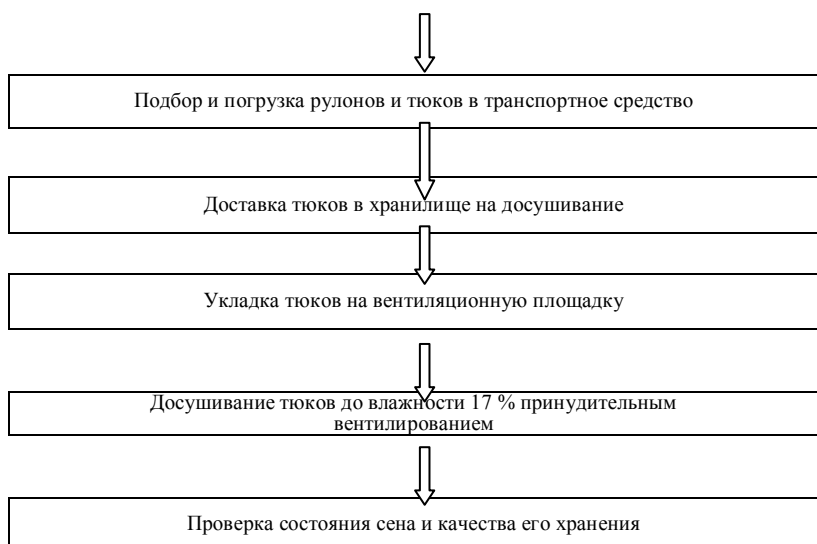 Подбор и погрузка рулонов и тюков в транспортное средство
Доставка тюков в хранилище на досушивание
Укладка тюков на вентиляционную площадку
Досушивание тюков до влажности 17 % принудительным
вентилированием
Проверка состояния сена и качества его хранения